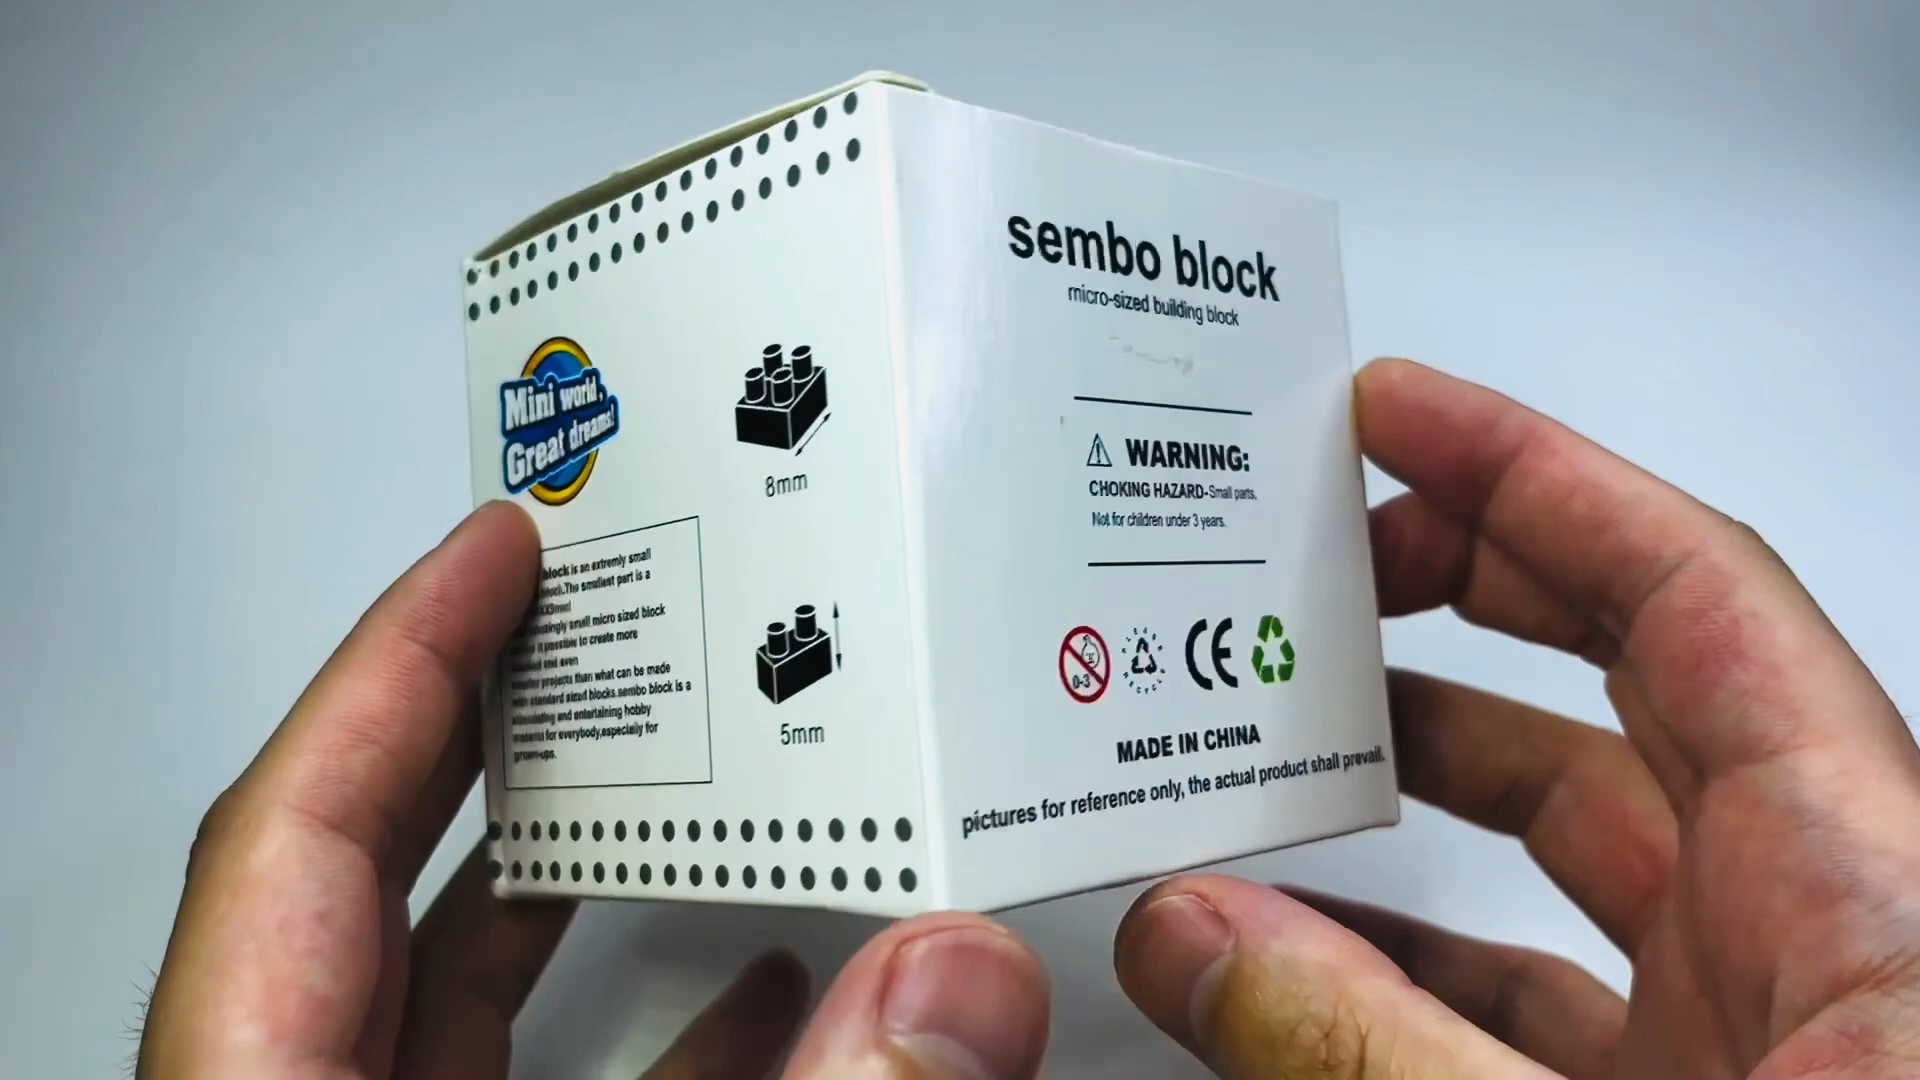 Mini world,
Great dreams!
8mm
block is an extremly small
block.The smallest part is a
small micro sized block
possible to create more
and even
projects than what can be made
with standard sized blocks.sembo block is a
and entertaining hobby
for everybody,especially for
grown-ups.
5mm
sembo block
micro-sized building block
WARNING:
CHOKING HAZARD-Small parts.
Not for children under 3 years.
0-3
PLEASE
RECYCLE
CE
MADE IN CHINA
pictures for reference only, the actual product shall prevail.